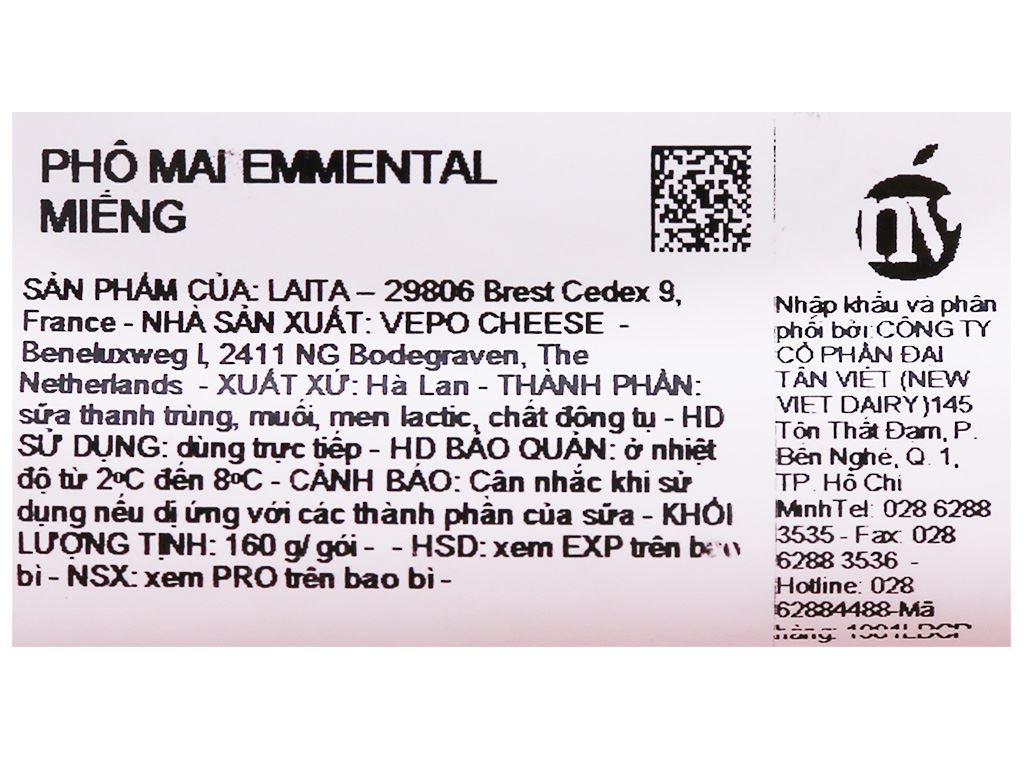 PHÔ MAI EMMENTAL
MIẾNG
SẢN PHẨM CỦA: LAITA – 29806 Brest Cedex 9,
France - NHÀ SẢN XUẤT: VEPO CHEESE -
Beneluxweg I, 2411 NG Bodegraven, The
Netherlands - XUẤT XỨ: Hà Lan - THÀNH PHẦN:
sữa thanh trùng, muối, men lactic, chất đông tụ - HD
SỬ DỤNG: dùng trực tiếp - HD BẢO QUẢN: ở nhiệt
độ từ 2ºC đến 8ºC - CẢNH BÁO: Cân nhắc khi sử
dụng nếu dị ứng với các thành phần của sữa - KHỐI
LƯỢNG TỊNH: 160 g/ gói - - HSD: xem EXP trên bao
bì - NSX: xem PRO trên bao bì -
Nhập khẩu và phân
phối bởi: CÔNG TY
CỔ PHẦN ĐẠI
TÂN VIỆT (NEW
VIET DAIRY)145
Tôn Thất Đạm, P.
Bến Nghé, Q. 1,
TP. Hồ Chí
MinhTel: 028 6288
3535 - Fax: 028
6288 3536 -
Hotline: 028
62884488-Mã
hàng: